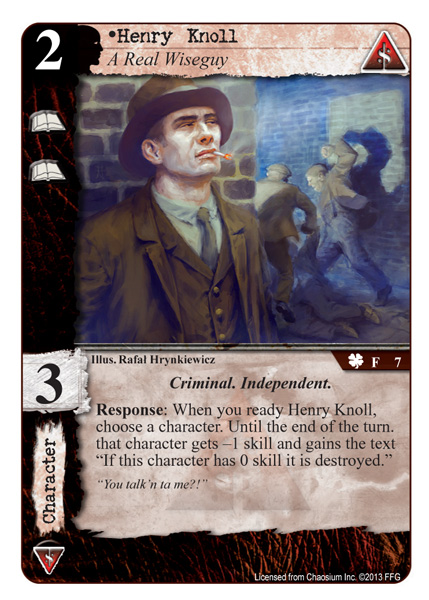 2
•Henry Knoll
A Real Wiseguy
Illus. Rafał Hrynkiewicz
F 7
3
Character
Criminal. Independent.
Response: When you ready Henry Knoll,
choose a character. Until the end of the turn.
that character gets –1 skill and gains the text
“If this character has 0 skill it is destroyed.”
“You talk’n ta me?!”
Licensed from Chaosium Inc. ©2013 FFG